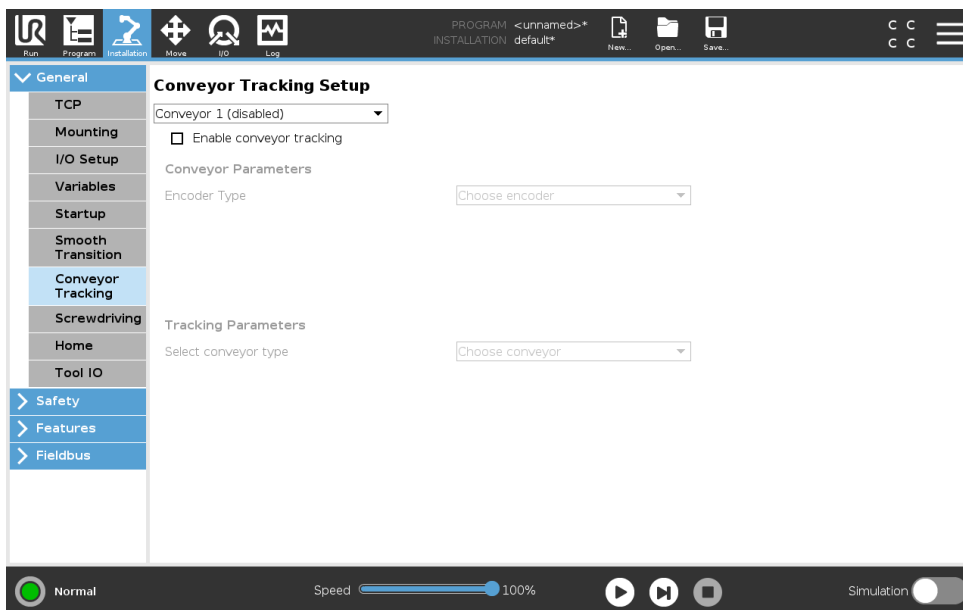 PROGRAM <unnamed>*
INSTALLATION default*
UR
Run
Program
Installation
Move
I/O
Log
New...
Open...
Save...
C C
C C
General
TCP
Mounting
I/O Setup
Variables
Startup
Smooth
Transition
Conveyor
Tracking
Screwdriving
Home
Tool IO
Safety
Features
Fieldbus
Conveyor Tracking Setup
Conveyor 1 (disabled)
Enable conveyor tracking
Conveyor Parameters
Encoder Type
Choose encoder
Tracking Parameters
Select conveyor type
Choose conveyor
Normal
Speed
100%
Simulation